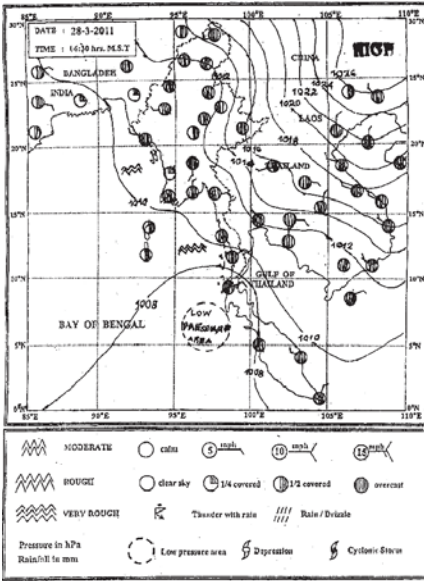 DATE : 28-3-2011
TIME : 06:30 hrs. M.S.T
HIGH
CHINA
BANGLADESH
INDIA
LAOS
THAILAND
1026
1024
1022
1020
1018
1016
1014
1012
1010
1010
1008
1008
GULF OF
THAILAND
BAY OF BENGAL
LOW
PRESSURE
AREA
25°N
20°N
15°N
10°N
5°N
0°N
85°E
90°E
95°E
100°E
105°E
110°E
MODERATE
calm
5 mph
10 mph
15 mph
ROUGH
clear sky
1/4 covered
1/2 covered
overcast
VERY ROUGH
Thunder with rain
Rain / Drizzle
Pressure in hPa
Rainfall in mm
Low pressure area
Depression
Cyclonic Storm